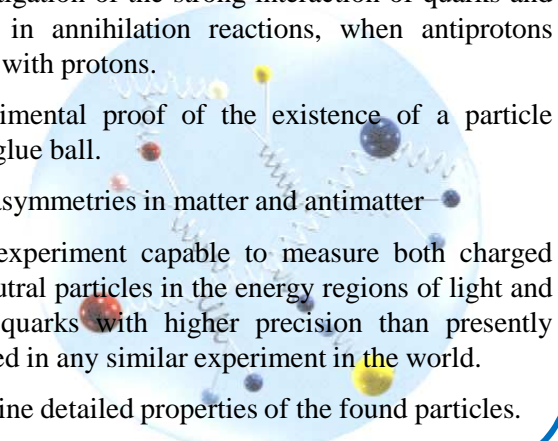 tigation of the strong interaction of quarks and
in annihilation reactions, when antiprotons
with protons.
imental proof of the existence of a particle
glue ball.
asymmetries in matter and antimatter
experiment capable to measure both charged
utral particles in the energy regions of light and
quarks with higher precision than presently
ed in any similar experiment in the world.
ine detailed properties of the found particles.